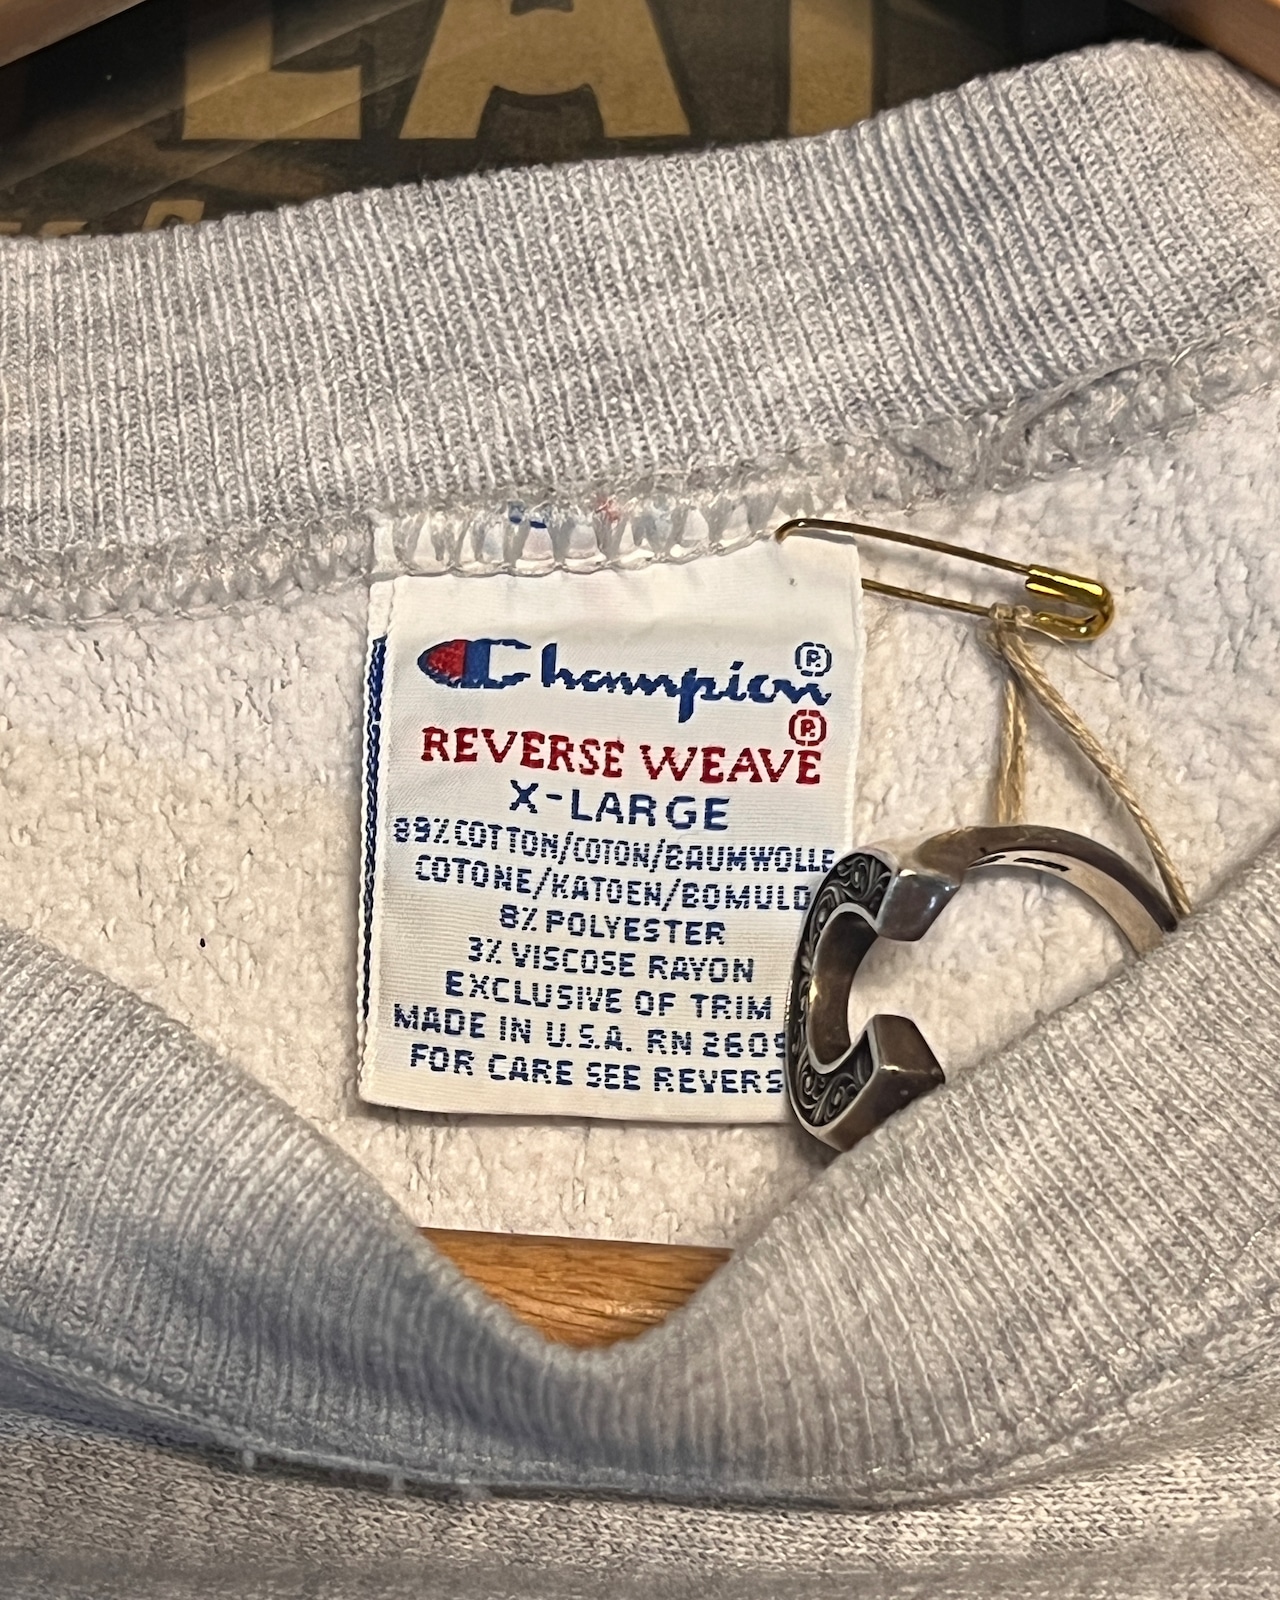 EAT
Champion®
REVERSE WEAVE®
X-LARGE
89% COTTON/COTON/BAUMWOLLE
COTONE/KATOEN/BOMULD
8% POLYESTER
3% VISCOSE RAYON
EXCLUSIVE OF TRIM
MADE IN U.S.A. RN 2609
FOR CARE SEE REVERS